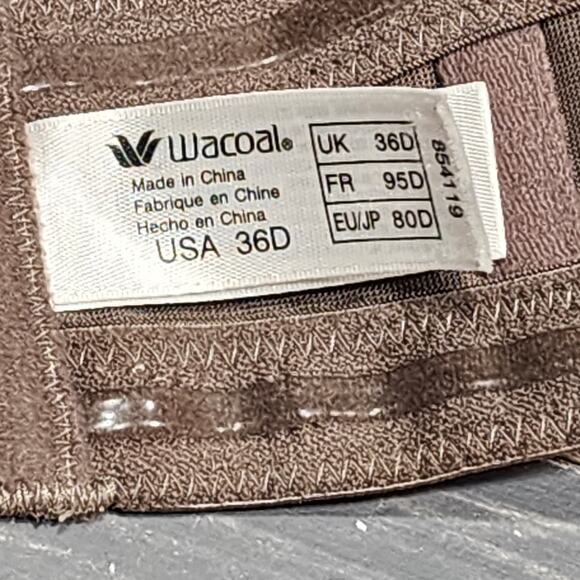 Wacoal®
Made in China
Fabrique en Chine
Hecho en China
USA 36D
UK 36D
FR 95D
EU/JP 80D
854119